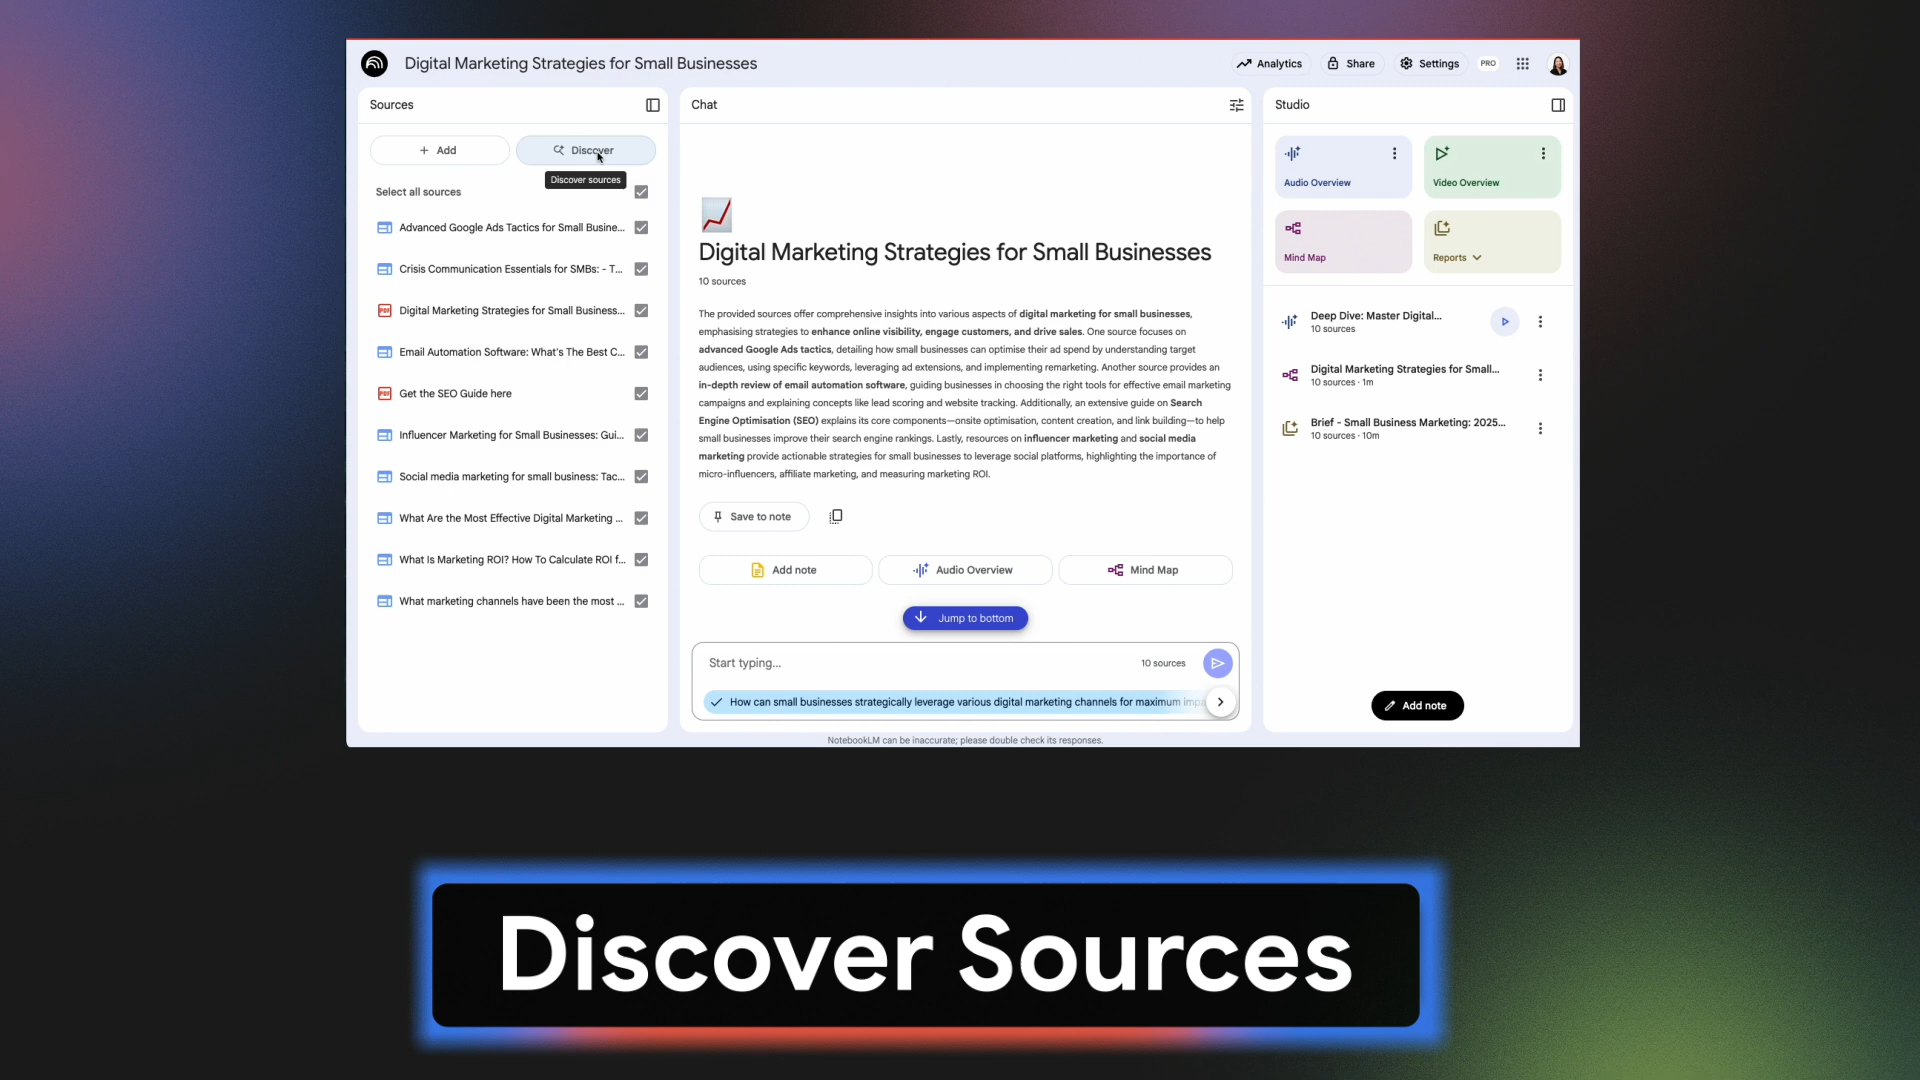 Digital Marketing Strategies for Small Businesses
Analytics
Share
Settings
PRO
Sources
+ Add
Discover
Discover sources
Select all sources
Advanced Google Ads Tactics for Small Busine...
Crisis Communication Essentials for SMBs: - T...
PDF
Digital Marketing Strategies for Small Business...
Email Automation Software: What's The Best C...
PDF
Get the SEO Guide here
Influencer Marketing for Small Businesses: Gui...
Social media marketing for small business: Tac...
What Are the Most Effective Digital Marketing ...
What Is Marketing ROI? How To Calculate ROI f...
What marketing channels have been the most ...
Chat
Digital Marketing Strategies for Small Businesses
10 sources
The provided sources offer comprehensive insights into various aspects of digital marketing for small businesses,
emphasising strategies to enhance online visibility, engage customers, and drive sales. One source focuses on
advanced Google Ads tactics, detailing how small businesses can optimise their ad spend by understanding target
audiences, using specific keywords, leveraging ad extensions, and implementing remarketing. Another source provides an
in-depth review of email automation software, guiding businesses in choosing the right tools for effective email marketing
campaigns and explaining concepts like lead scoring and website tracking. Additionally, an extensive guide on Search
Engine Optimisation (SEO) explains its core components—onsite optimisation, content creation, and link building—to help
small businesses improve their search engine rankings. Lastly, resources on influencer marketing and social media
marketing provide actionable strategies for small businesses to leverage social platforms, highlighting the importance of
micro-influencers, affiliate marketing, and measuring marketing ROI.
Save to note
Add note
Audio Overview
Mind Map
Jump to bottom
Start typing...
10 sources
How can small businesses strategically leverage various digital marketing channels for maximum
NotebookLM can be inaccurate; please double check its responses.
Studio
Audio Overview
Video Overview
Mind Map
Reports
Deep Dive: Master Digital...
10 sources
Digital Marketing Strategies for Small...
10 sources · 1m
Brief - Small Business Marketing: 2025...
10 sources · 10m
Add note
Discover Sources